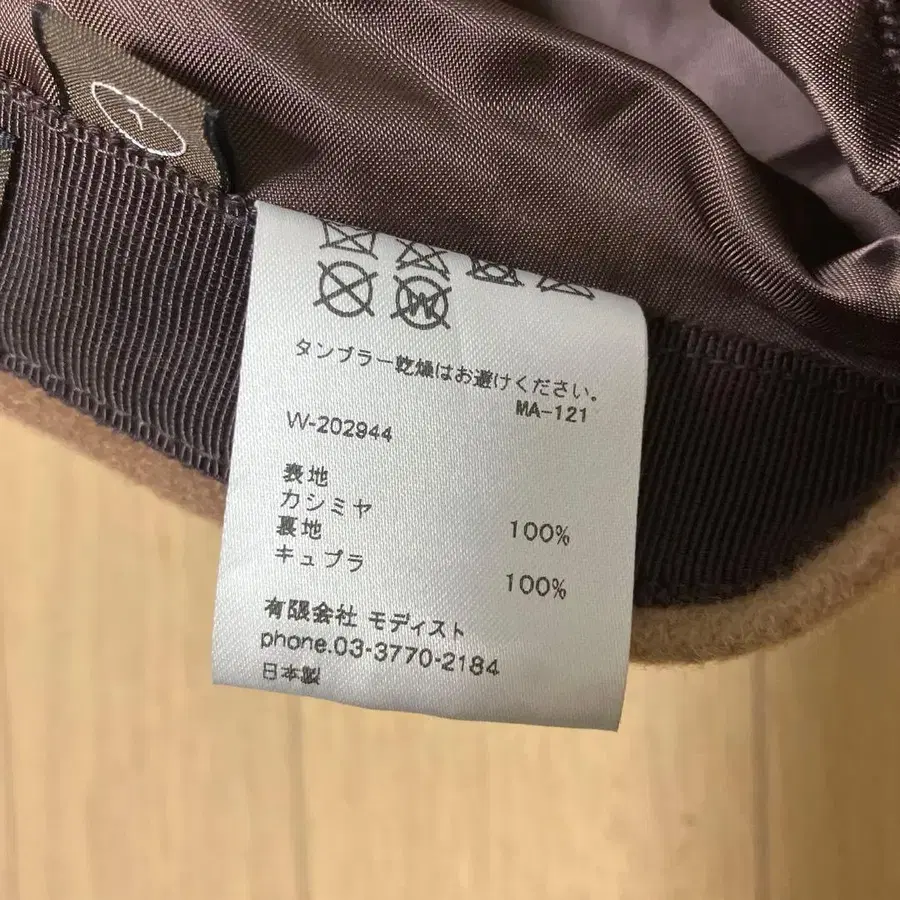 タンブラー乾燥はお避けください。
MA-121
W-202944
表地
カシミヤ 100%
裏地
キュプラ 100%
有限会社 モディスト
phone.03-3770-2184
日本製